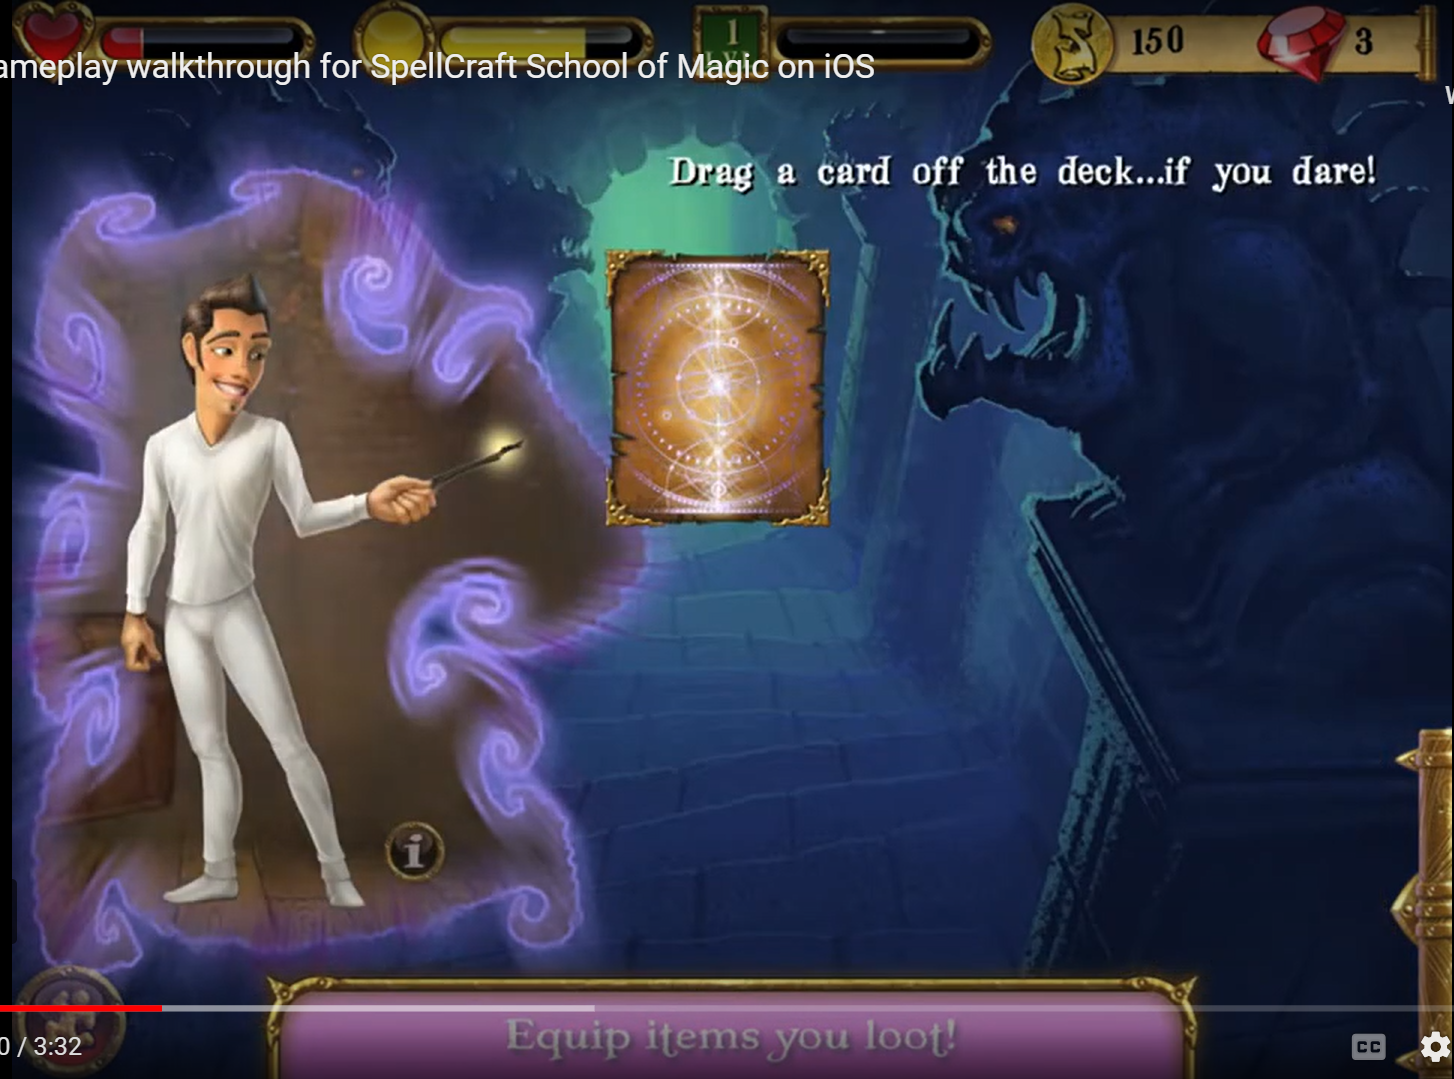 1
LVL
150
3
ameplay walkthrough for SpellCraft School of Magic on iOS
Drag a card off the deck...if you dare!
i
Equip items you loot!
0 / 3:32
CC